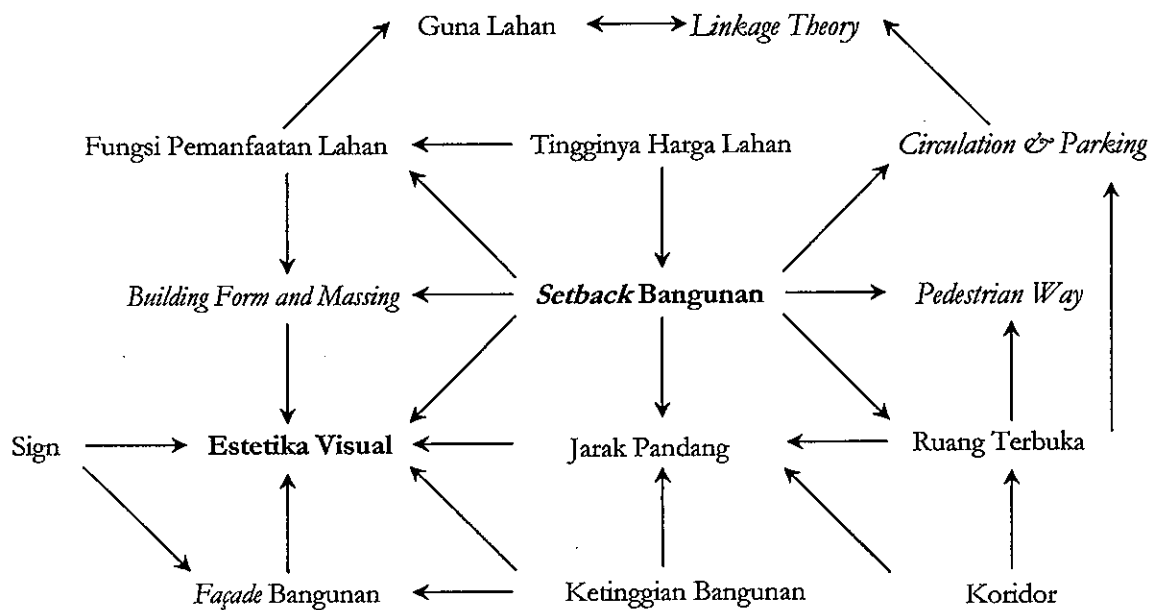 Guna Lahan Linkage Theory
Fungsi Pemanfaatan Lahan Tingginya Harga Lahan Circulation & Parking
Building Form and Massing Setback Bangunan Pedestrian Way
Sign Estetika Visual Jarak Pandang Ruang Terbuka
Façade Bangunan Ketinggian Bangunan Koridor